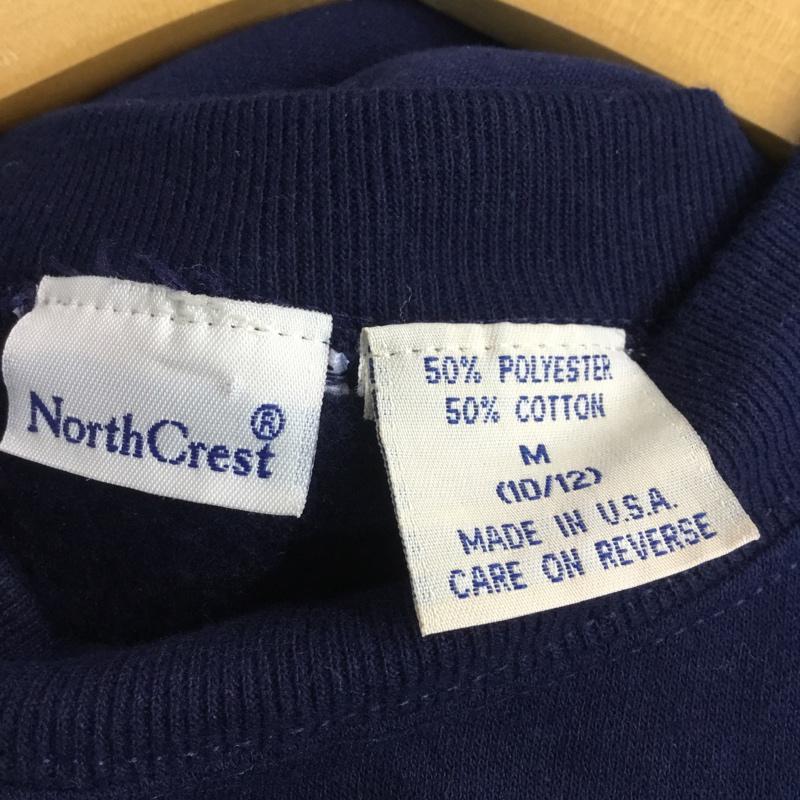 NorthCrest®
50% POLYESTER
50% COTTON
M
(10/12)
MADE IN U.S.A.
CARE ON REVERSE